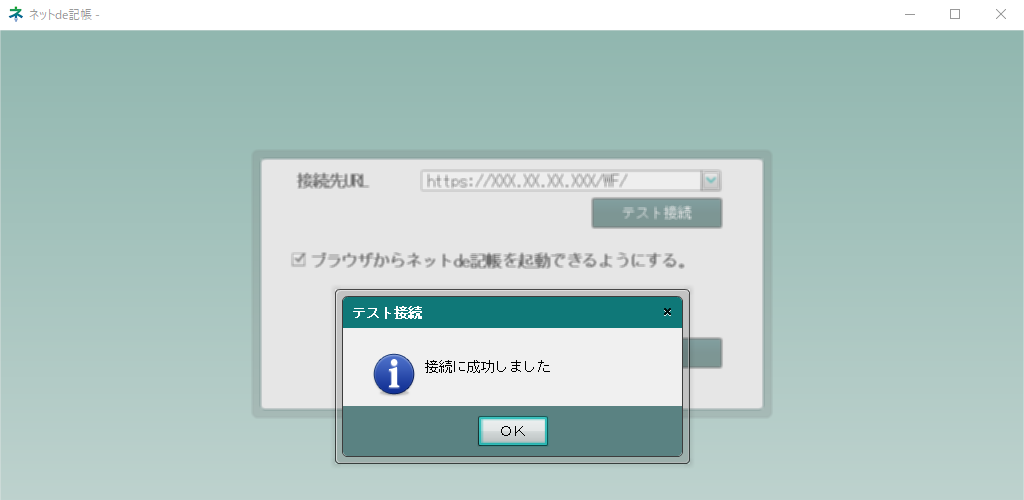 ネットde記帳 -
接続先URL
https://XXX.XX.XX.XXX/WF/
テスト接続
ブラウザからネットde記帳を起動できるようにする。
テスト接続
接続に成功しました
OK